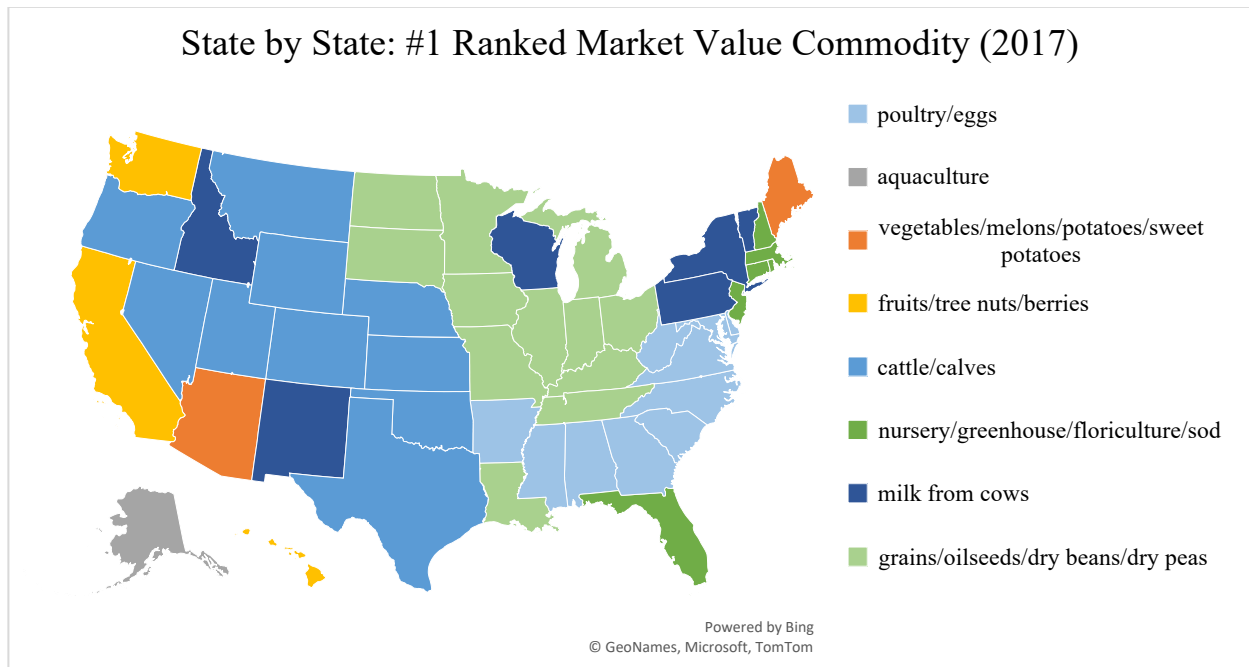 State by State: #1 Ranked Market Value Commodity (2017)
poultry/eggs
aquaculture
vegetables/melons/potatoes/sweet
potatoes
fruits/tree nuts/berries
cattle/calves
nursery/greenhouse/floriculture/sod
milk from cows
grains/oilseeds/dry beans/dry peas
Powered by Bing
© GeoNames, Microsoft, TomTom